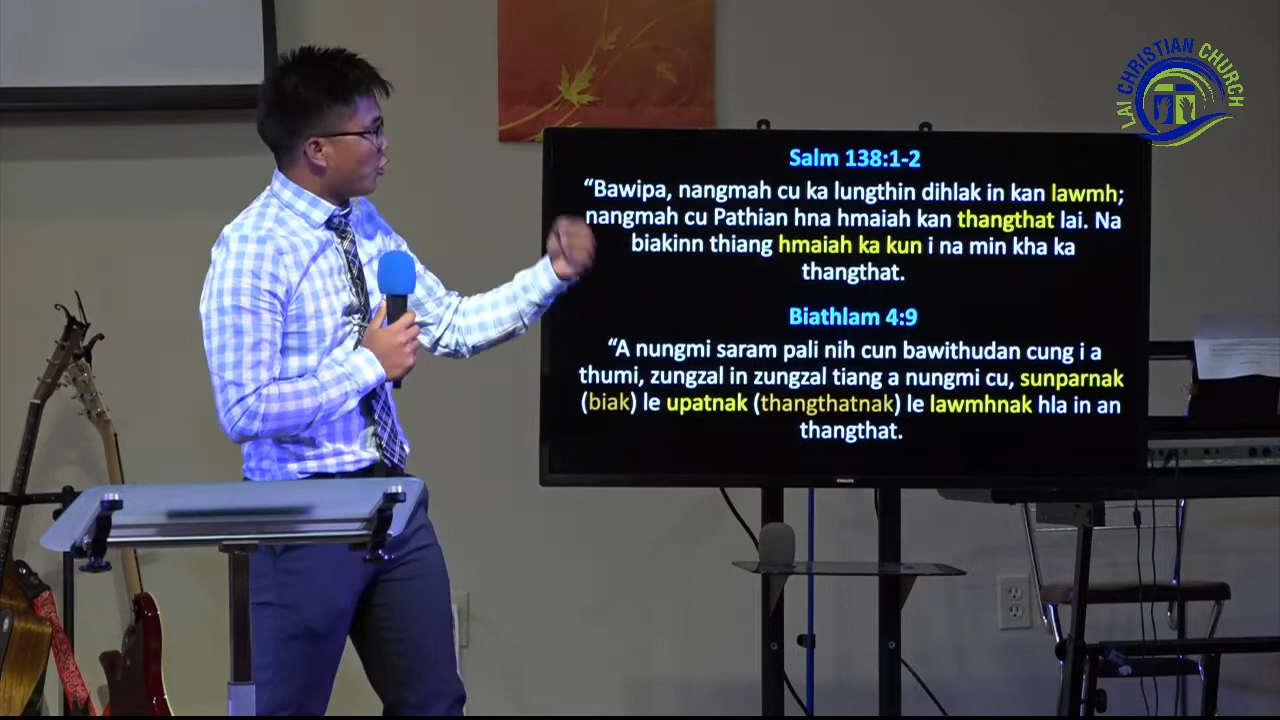 LAI CHRISTIAN CHURCH
Salm 138:1-2
“Bawipa, nangmah cu ka lungthin dihlak in kan lawmh;
nangmah cu Pathian hna hmaiah kan thangthat lai. Na
biakinn thiang hmaiah ka kun i na min kha ka
thangthat.
Biathlam 4:9
“A nungmi saram pali nih cun bawithudan cung i a
thumi, zungzal in zungzal tiang a nungmi cu, sunparnak
(biak) le upatnak (thangthatnak) le lawmhnak hla in an
thangthat.
PHILIPS